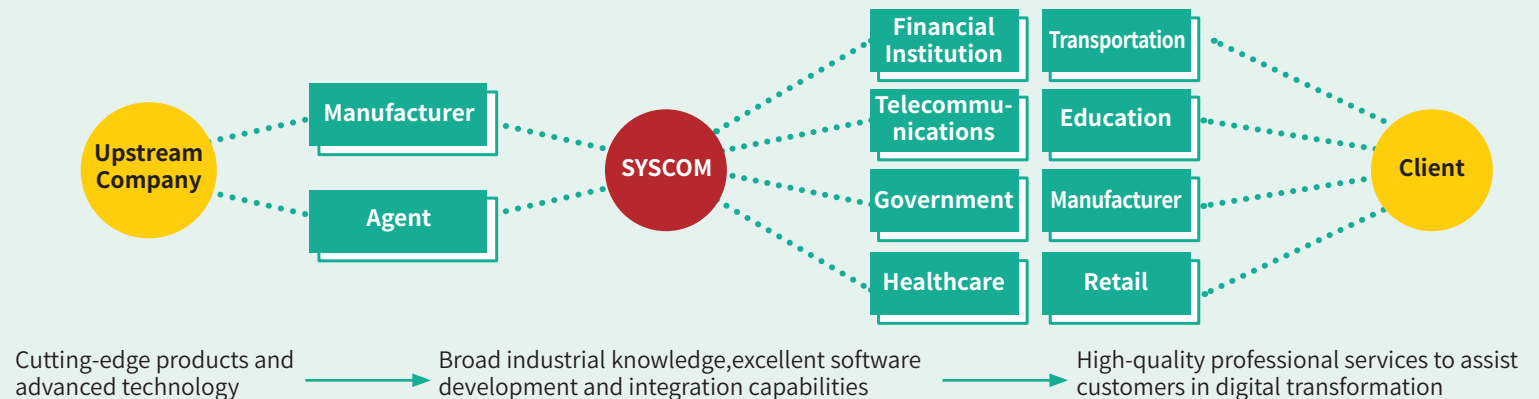 Upstream
Company
Manufacturer
Agent
SYSCOM
Financial
Institution
Transportation
Telecommu-
nications
Education
Government
Manufacturer
Healthcare
Retail
Client
Cutting-edge products and
advanced technology
Broad industrial knowledge,excellent software
development and integration capabilities
High-quality professional services to assist
customers in digital transformation